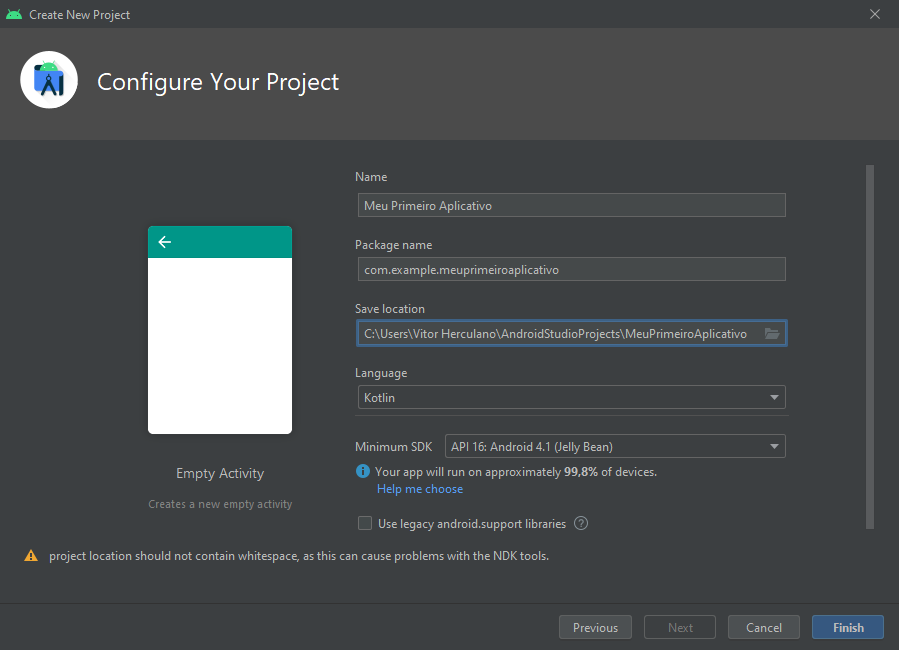 Create New Project
Configure Your Project
Name
Meu Primeiro Aplicativo
Package name
com.example.meuprimeiroaplicativo
Save location
C:\Users\Vitor Herculano\AndroidStudioProjects\MeuPrimeiroAplicativo
Language
Kotlin
Minimum SDK API 16: Android 4.1 (Jelly Bean)
Your app will run on approximately 99,8% of devices.
Help me choose
Use legacy android.support libraries ?
Empty Activity
Creates a new empty activity
project location should not contain whitespace, as this can cause problems with the NDK tools.
Previous Next Cancel Finish